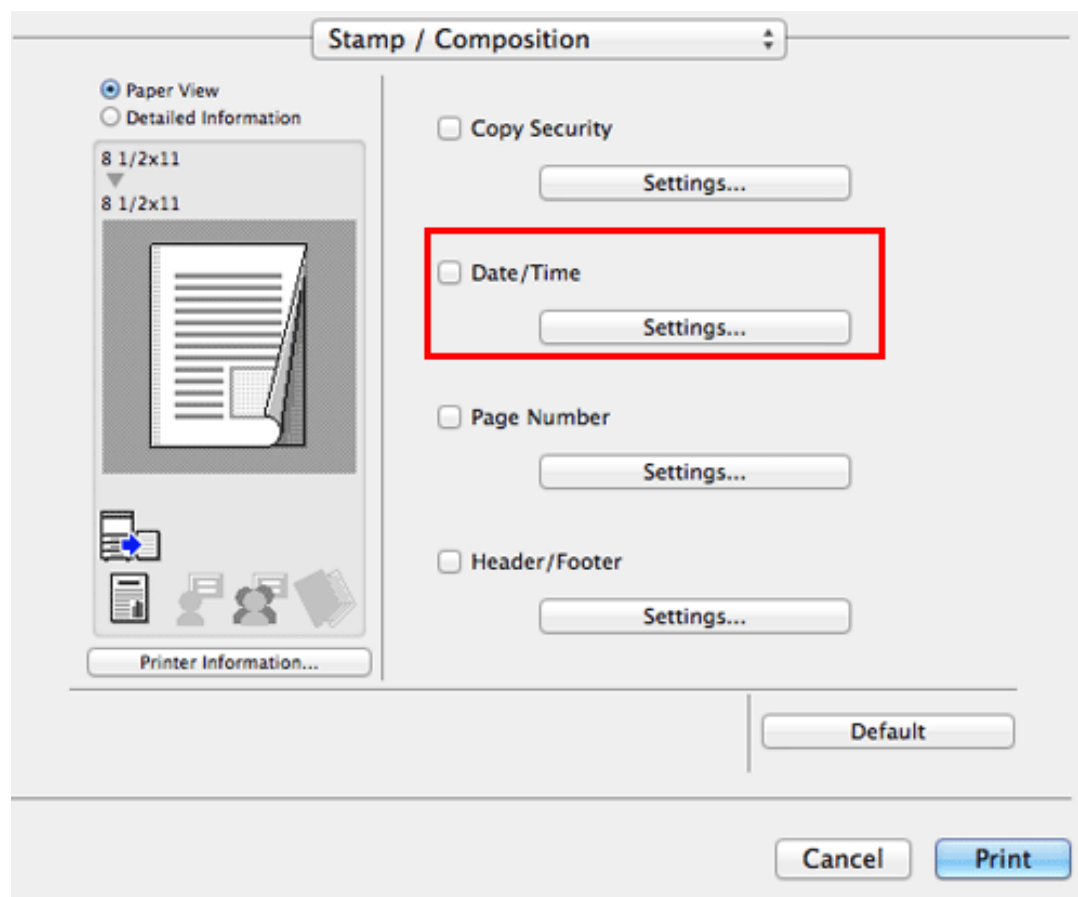 Stamp / Composition
Paper View
Detailed Information
8 1/2x11
8 1/2x11
Printer Information...
Copy Security
Settings...
Date/Time
Settings...
Page Number
Settings...
Header/Footer
Settings...
Default
Cancel
Print